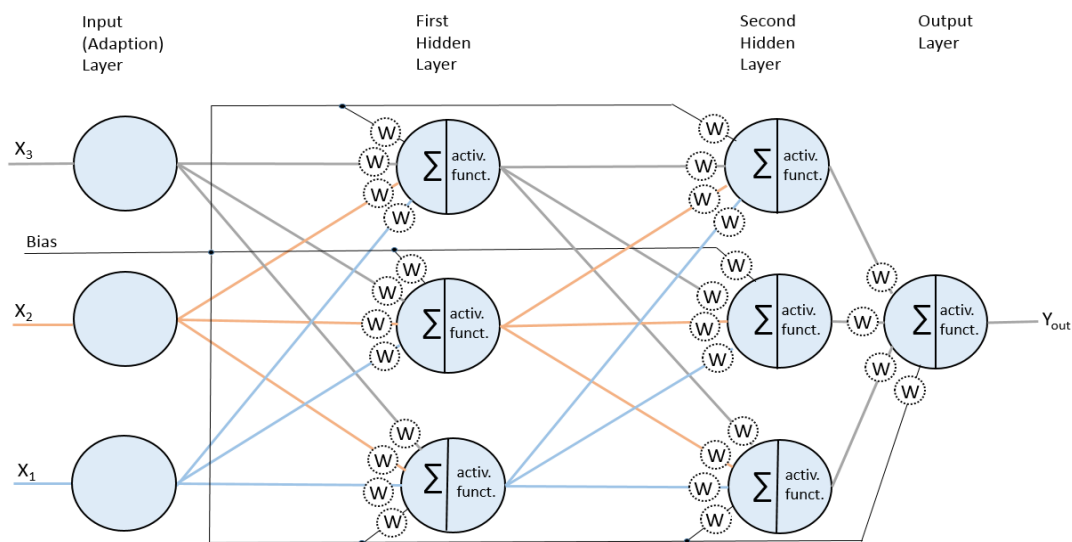 Input
(Adaption)
Layer
First
Hidden
Layer
Second
Hidden
Layer
Output
Layer
X3
W
W
W
W
Σ
activ.
funct.
W
W
W
W
Σ
activ.
funct.
Bias
X2
W
W
W
W
Σ
activ.
funct.
W
W
W
W
Σ
activ.
funct.
W
W
W
W
Σ
activ.
funct.
Yout
X1
W
W
W
W
Σ
activ.
funct.
W
W
W
W
Σ
activ.
funct.